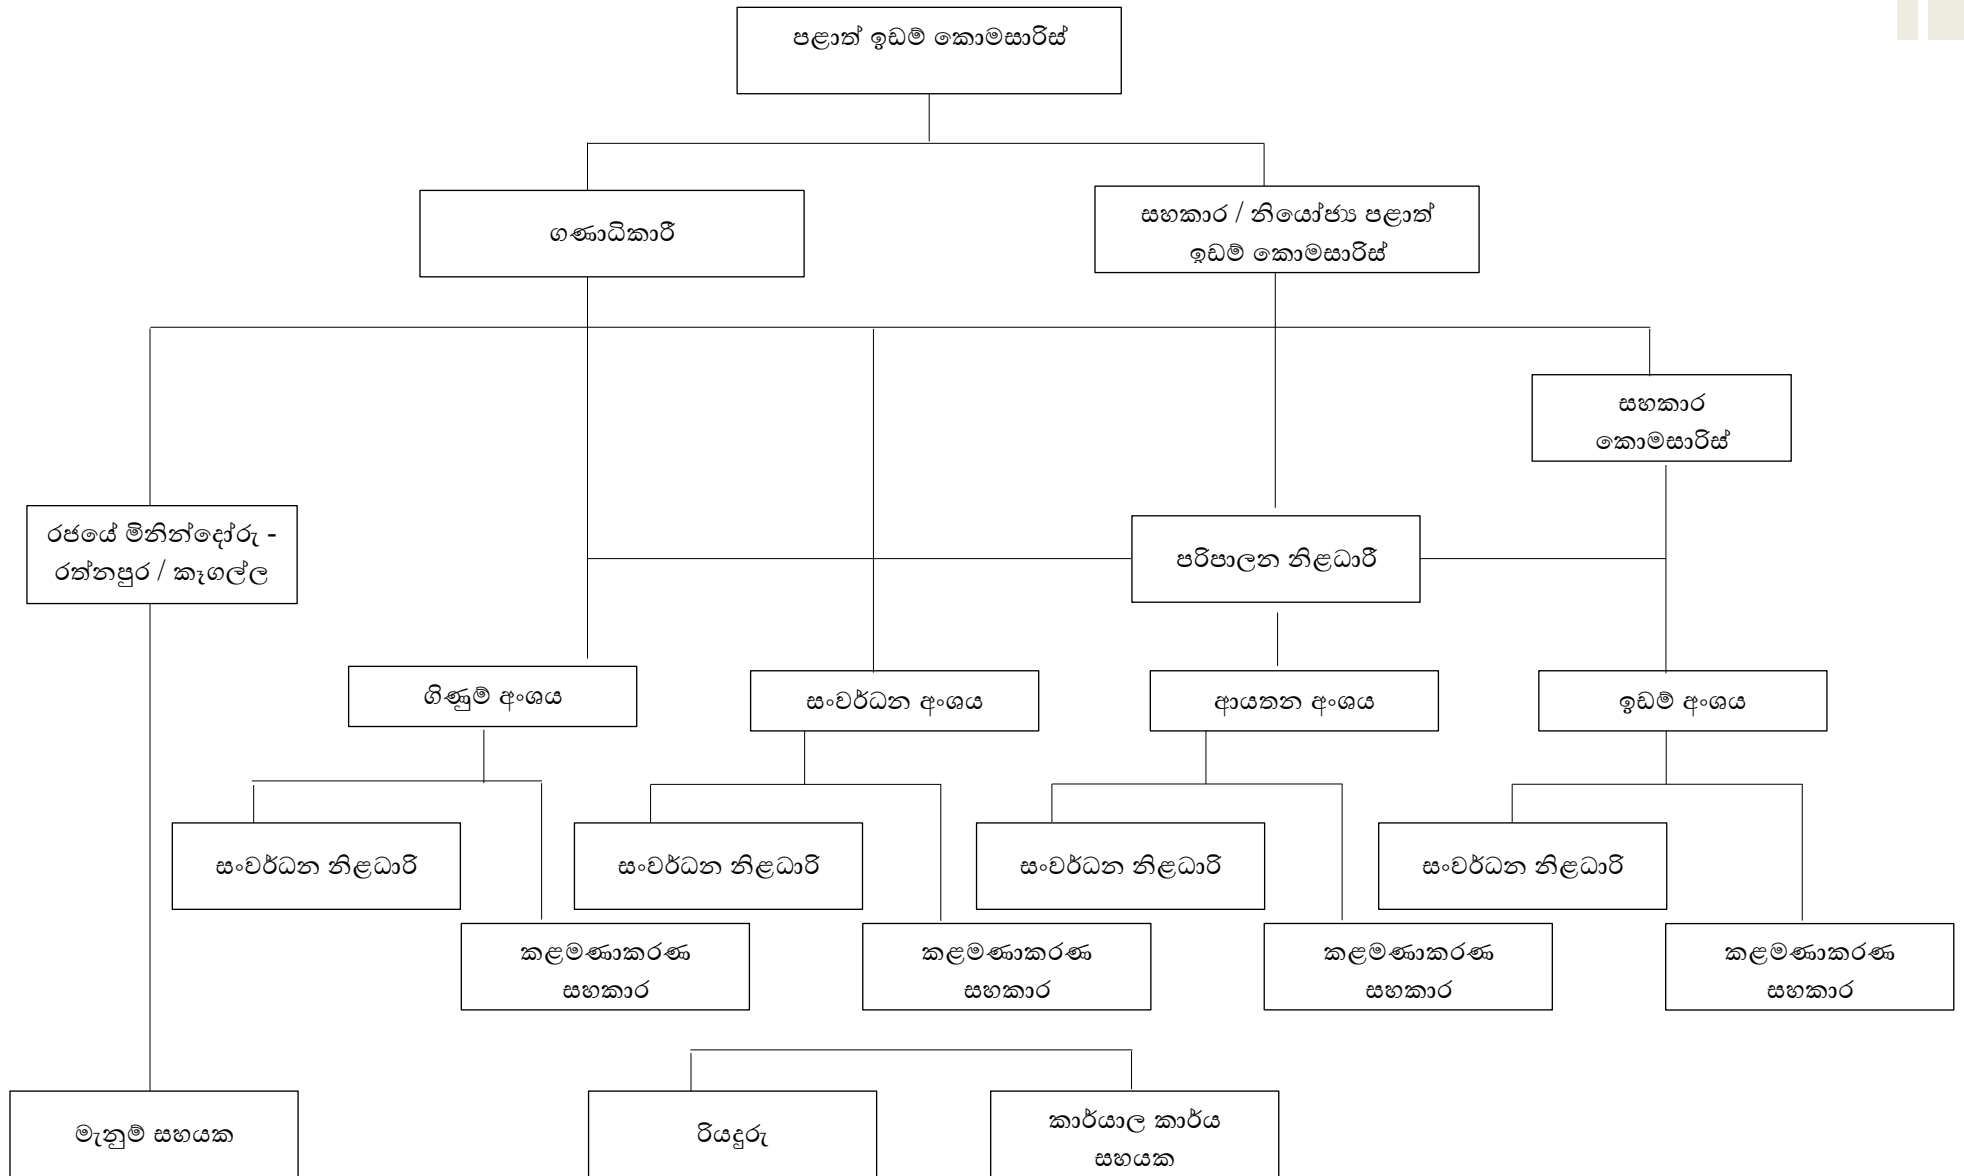 පළාත් ඉඩම් කොමසාරිස්
ගණාධිකාරී
සහකාර / නියෝජ්‍ය පළාත්
ඉඩම් කොමසාරිස්
සහකාර
කොමසාරිස්
රජයේ මිනින්දෝරු -
රත්නපුර / කෑගල්ල
පරිපාලන නිළධාරී
ගිණුම් අංශය
සංවර්ධන අංශය
ආයතන අංශය
ඉඩම් අංශය
සංවර්ධන නිළධාරි
සංවර්ධන නිළධාරි
සංවර්ධන නිළධාරි
සංවර්ධන නිළධාරි
කළමණාකරණ
සහකාර
කළමණාකරණ
සහකාර
කළමණාකරණ
සහකාර
කළමණාකරණ
සහකාර
මැනුම් සහයක
රියදුරු
කාර්යාල කාර්ය
සහයක